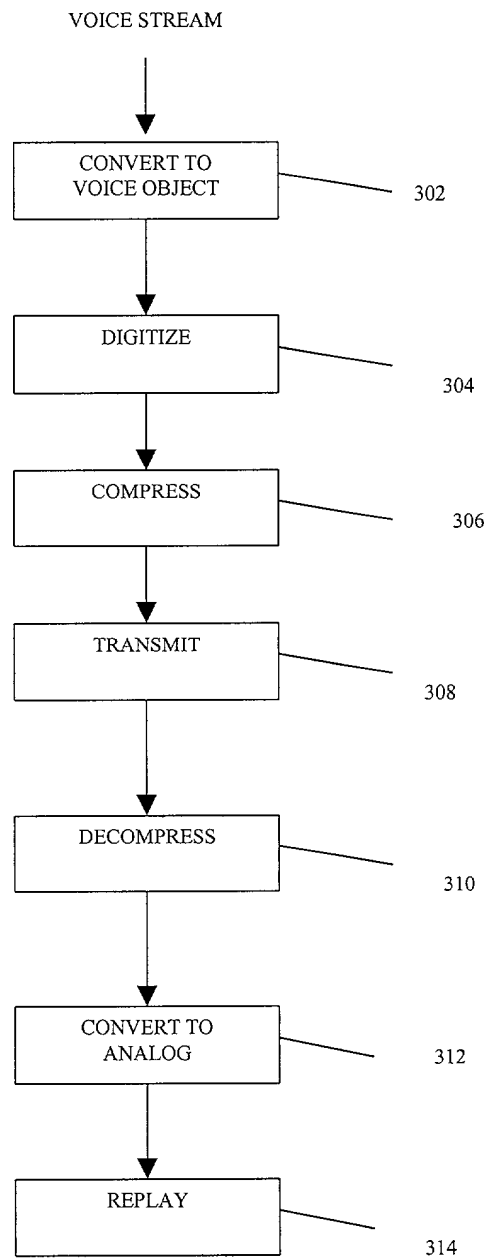 VOICE STREAM
CONVERT TO
VOICE OBJECT
302
DIGITIZE
304
COMPRESS
306
TRANSMIT
308
DECOMPRESS
310
CONVERT TO
ANALOG
312
REPLAY
314